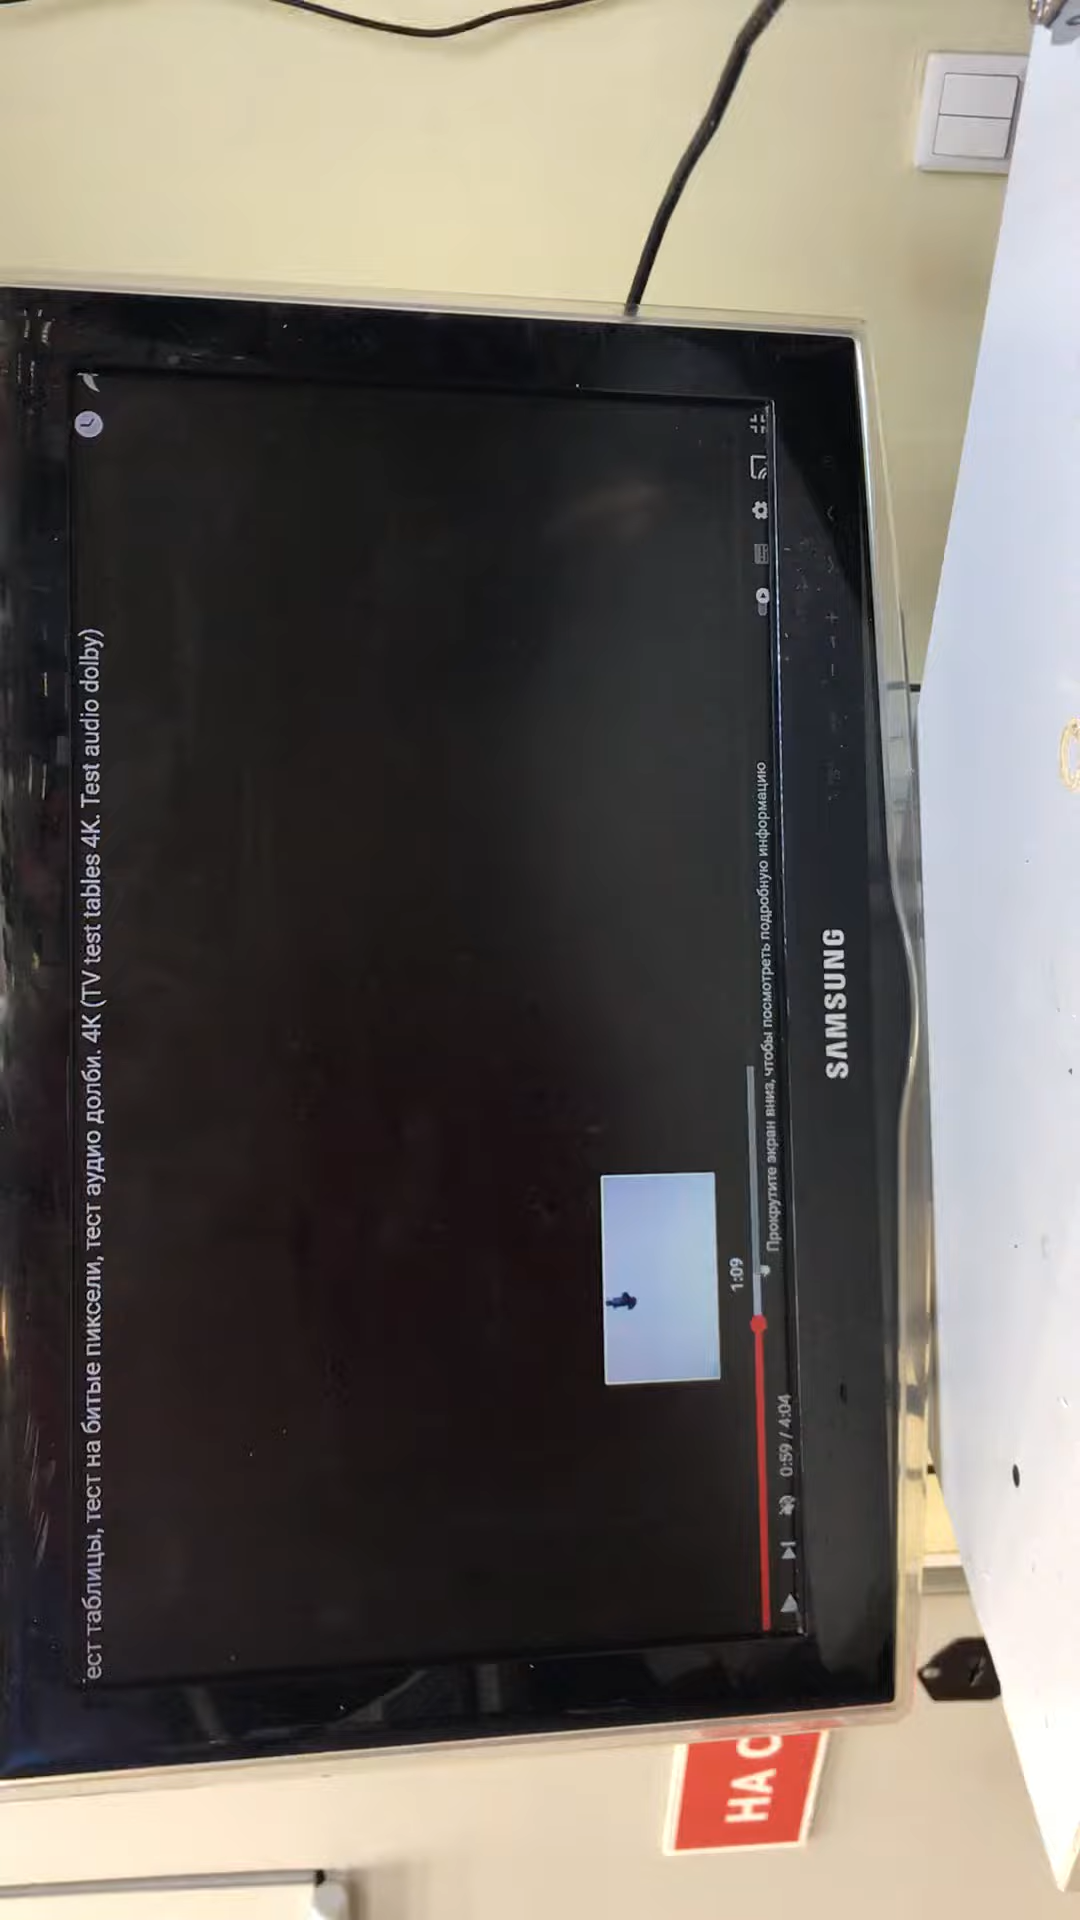 ест таблицы, тест на битые пиксели, тест аудио долби. 4K (TV test tables 4K. Test audio dolby)
1:09
0:59 / 4:04
Прокрутите экран вниз, чтобы посмотреть подробную информацию
SAMSUNG
НА С